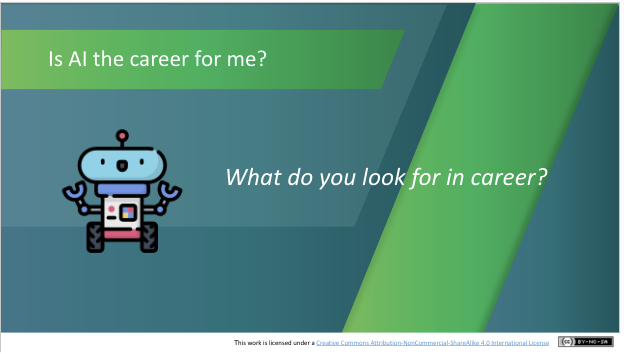 Is AI the career for me?
What do you look for in career?
This work is licensed under a Creative Commons Attribution-NonCommercial-ShareAlike 4.0 International License
CC BY-NC-SA